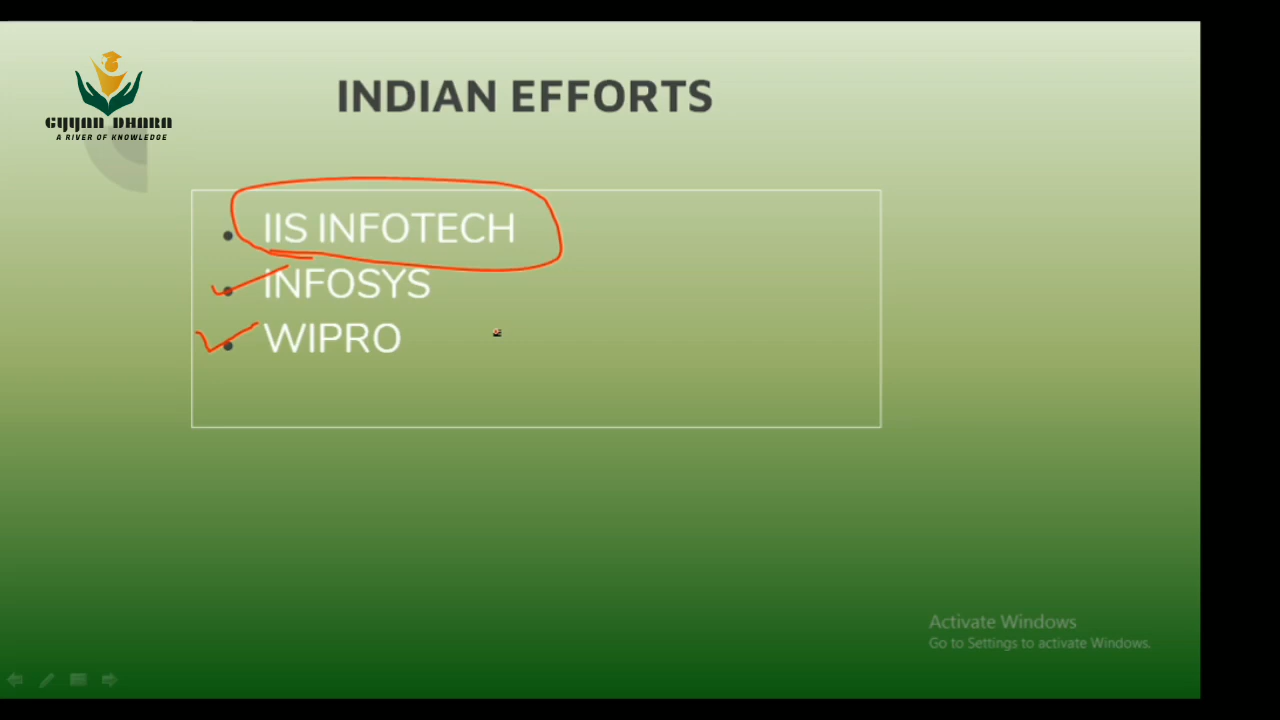 GYYAN DHARA
A RIVER OF KNOWLEDGE
INDIAN EFFORTS
IIS INFOTECH
INFOSYS
WIPRO
Activate Windows
Go to Settings to activate Windows.